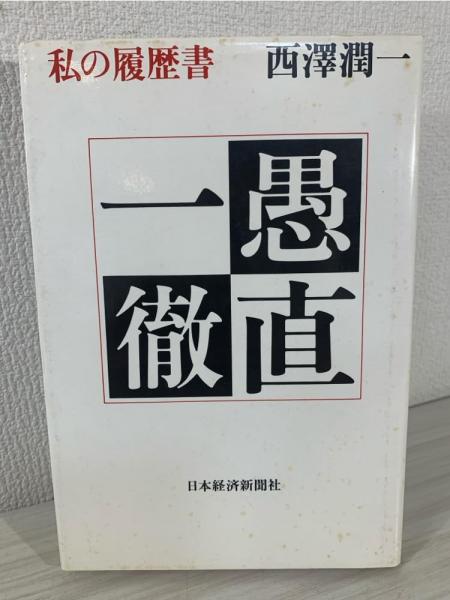 私の履歴書 西澤潤一
愚直
一徹
日本経済新聞社